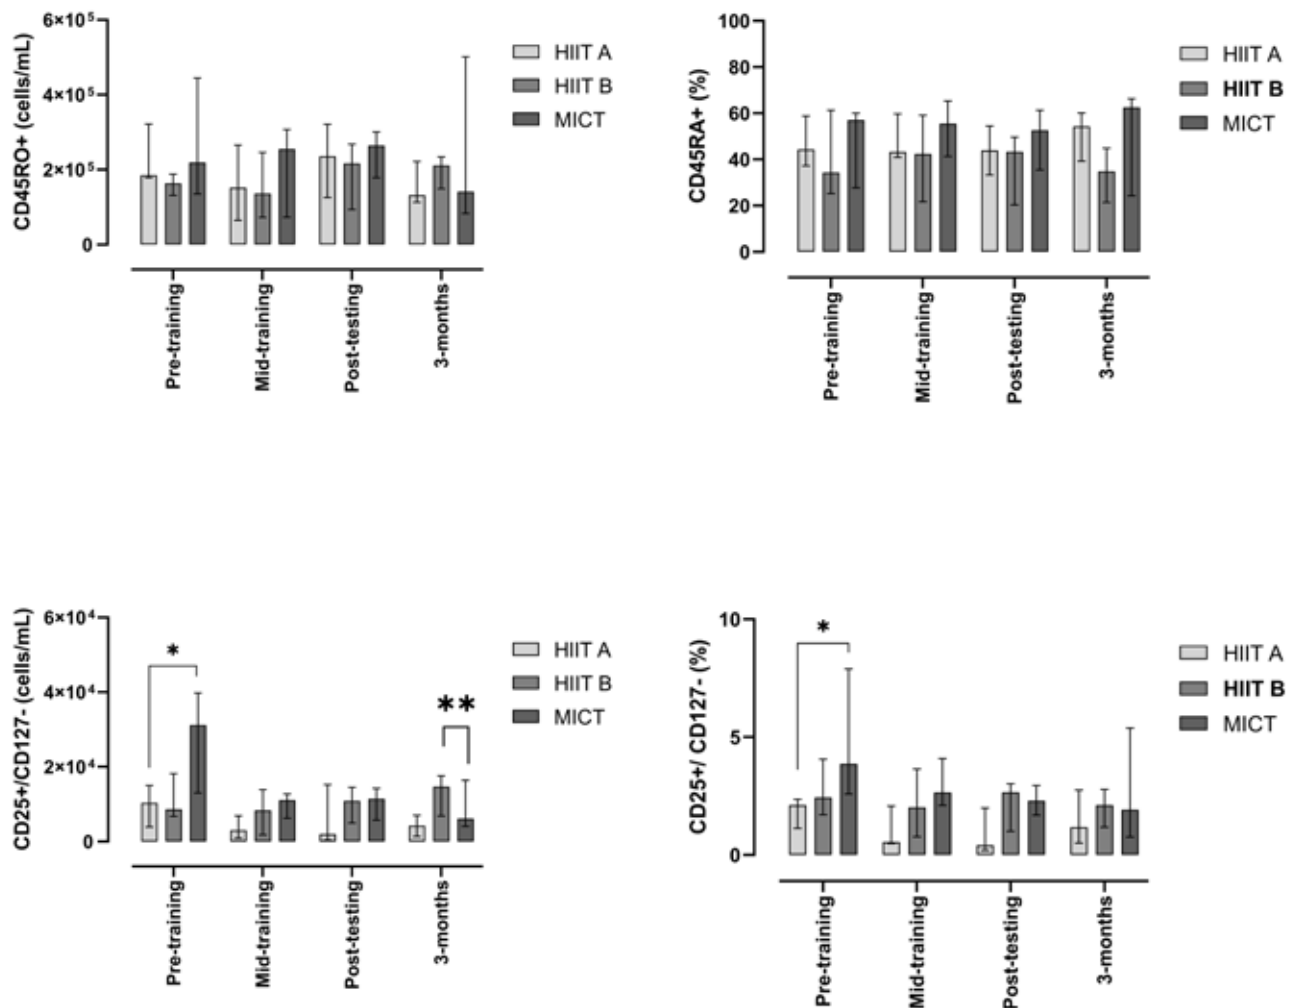 CD45RO+ (cells/mL)
6×10⁵
4×10⁵
2×10⁵
0
Pre-training
Mid-training
Post-testing
3-months
HIIT A
HIIT B
MICT
CD45RA+ (%)
100
80
60
40
20
0
Pre-training
Mid-training
Post-testing
3-months
HIIT A
HIIT B
MICT
CD25+/CD127- (cells/mL)
6×10⁴
4×10⁴
2×10⁴
0
*
**
Pre-training
Mid-training
Post-testing
3-months
HIIT A
HIIT B
MICT
CD25+/ CD127- (%)
10
5
0
*
Pre-training
Mid-training
Post-testing
3-months
HIIT A
HIIT B
MICT